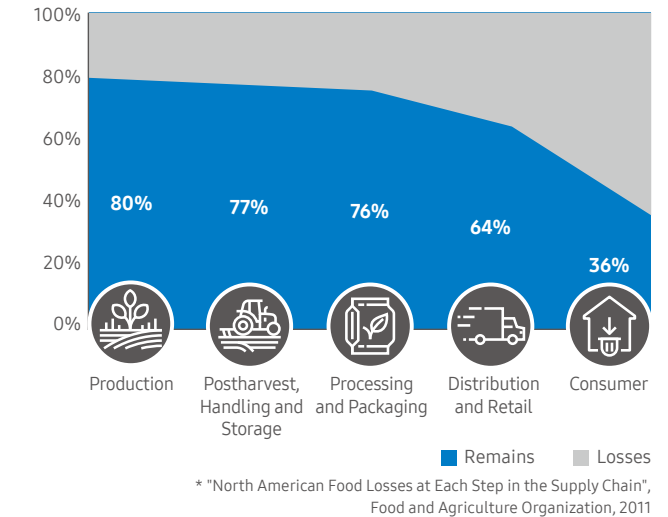 100%
80%
60%
40%
20%
0%
80%
77%
76%
64%
36%
Production
Postharvest,
Handling and
Storage
Processing
and Packaging
Distribution
and Retail
Consumer
Remains
Losses
* "North American Food Losses at Each Step in the Supply Chain",
Food and Agriculture Organization, 2011